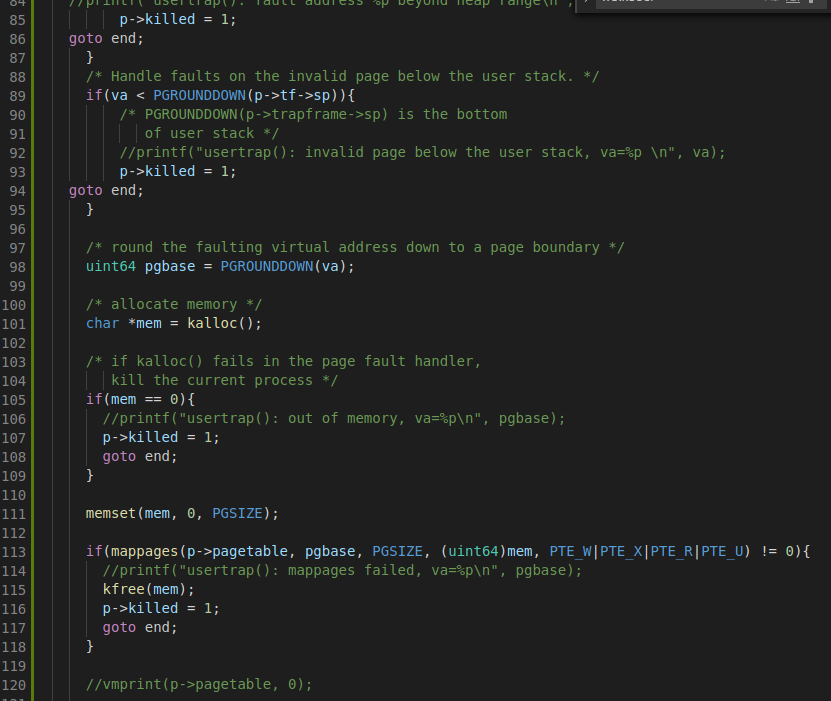 84 //printf("usertrap(): fault address %p beyond heap range\n",
85 p->killed = 1;
86 goto end;
87 }
88 /* Handle faults on the invalid page below the user stack. */
89 if(va < PGROUNDDOWN(p->tf->sp)){
90 /* PGROUNDDOWN(p->trapframe->sp) is the bottom
91 of user stack */
92 //printf("usertrap(): invalid page below the user stack, va=%p \n", va);
93 p->killed = 1;
94 goto end;
95 }
96
97 /* round the faulting virtual address down to a page boundary */
98 uint64 pgbase = PGROUNDDOWN(va);
99
100 /* allocate memory */
101 char *mem = kalloc();
102
103 /* if kalloc() fails in the page fault handler,
104 kill the current process */
105 if(mem == 0){
106 //printf("usertrap(): out of memory, va=%p\n", pgbase);
107 p->killed = 1;
108 goto end;
109 }
110
111 memset(mem, 0, PGSIZE);
112
113 if(mappages(p->pagetable, pgbase, PGSIZE, (uint64)mem, PTE_W|PTE_X|PTE_R|PTE_U) != 0){
114 //printf("usertrap(): mappages failed, va=%p\n", pgbase);
115 kfree(mem);
116 p->killed = 1;
117 goto end;
118 }
119
120 //vmprint(p->pagetable, 0);